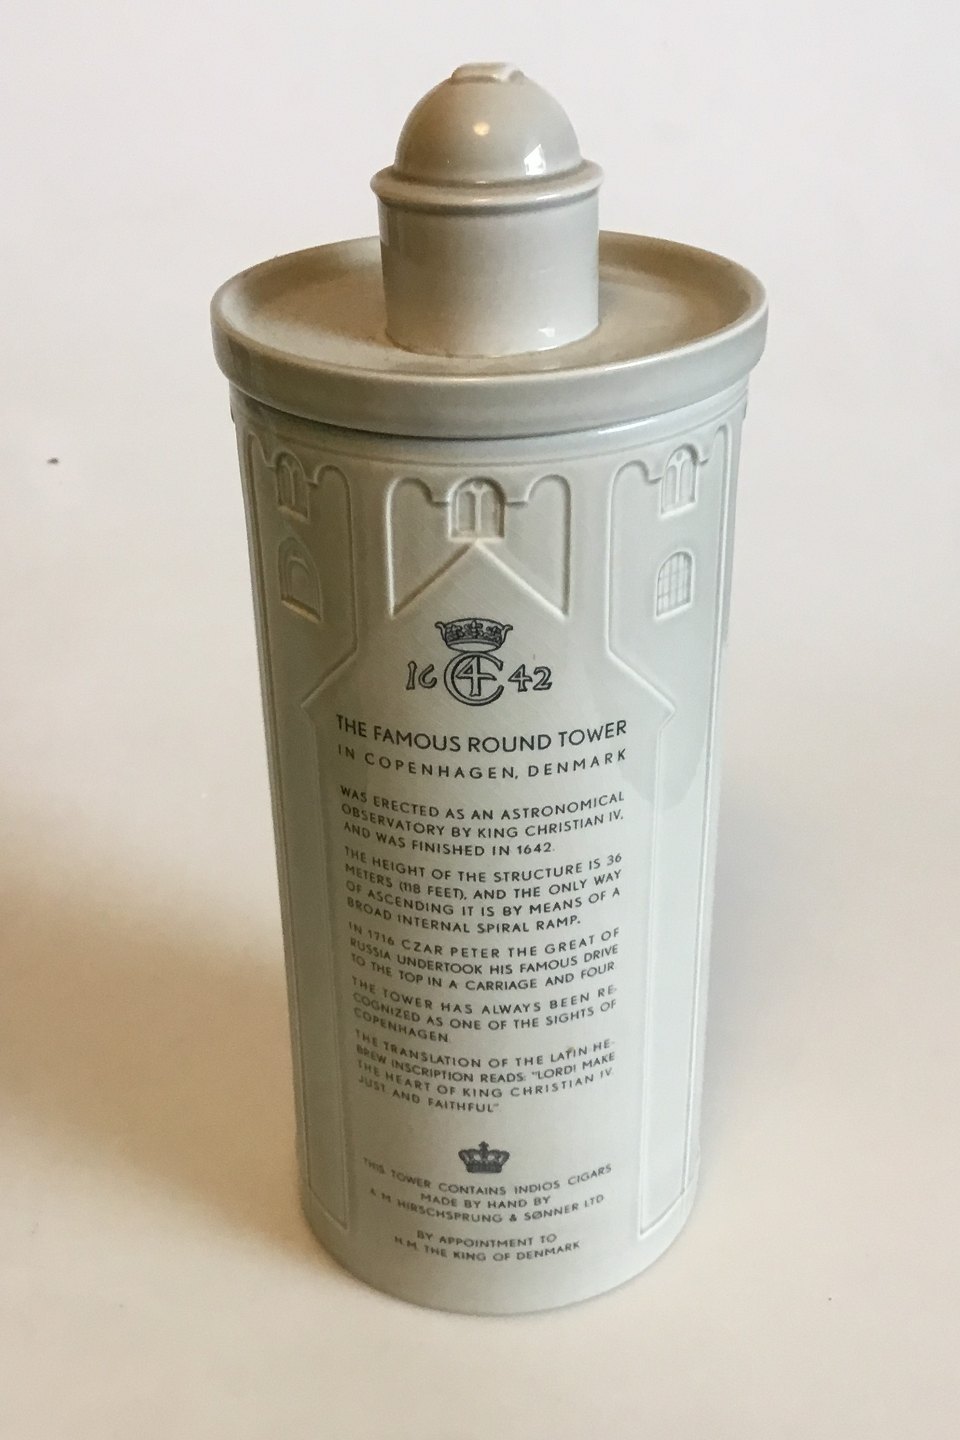 16 C4 42
THE FAMOUS ROUND TOWER
IN COPENHAGEN, DENMARK
WAS ERECTED AS AN ASTRONOMICAL
OBSERVATORY BY KING CHRISTIAN IV,
AND WAS FINISHED IN 1642.
THE HEIGHT OF THE STRUCTURE IS 36
METERS (118 FEET), AND THE ONLY WAY
OF ASCENDING IT IS BY MEANS OF A
BROAD INTERNAL SPIRAL RAMP.
IN 1716 CZAR PETER THE GREAT OF
RUSSIA UNDERTOOK HIS FAMOUS DRIVE
TO THE TOP IN A CARRIAGE AND FOUR.
THE TOWER HAS ALWAYS BEEN RE-
COGNIZED AS ONE OF THE SIGHTS OF
COPENHAGEN.
THE TRANSLATION OF THE LATIN HE-
BREW INSCRIPTION READS: "LORD! MAKE
THE HEART OF KING CHRISTIAN IV
JUST AND FAITHFUL"
THIS TOWER CONTAINS INDIOS CIGARS
MADE BY HAND BY
A. M. HIRSCHSPRUNG & SØNNER LTD
BY APPOINTMENT TO
H.M. THE KING OF DENMARK